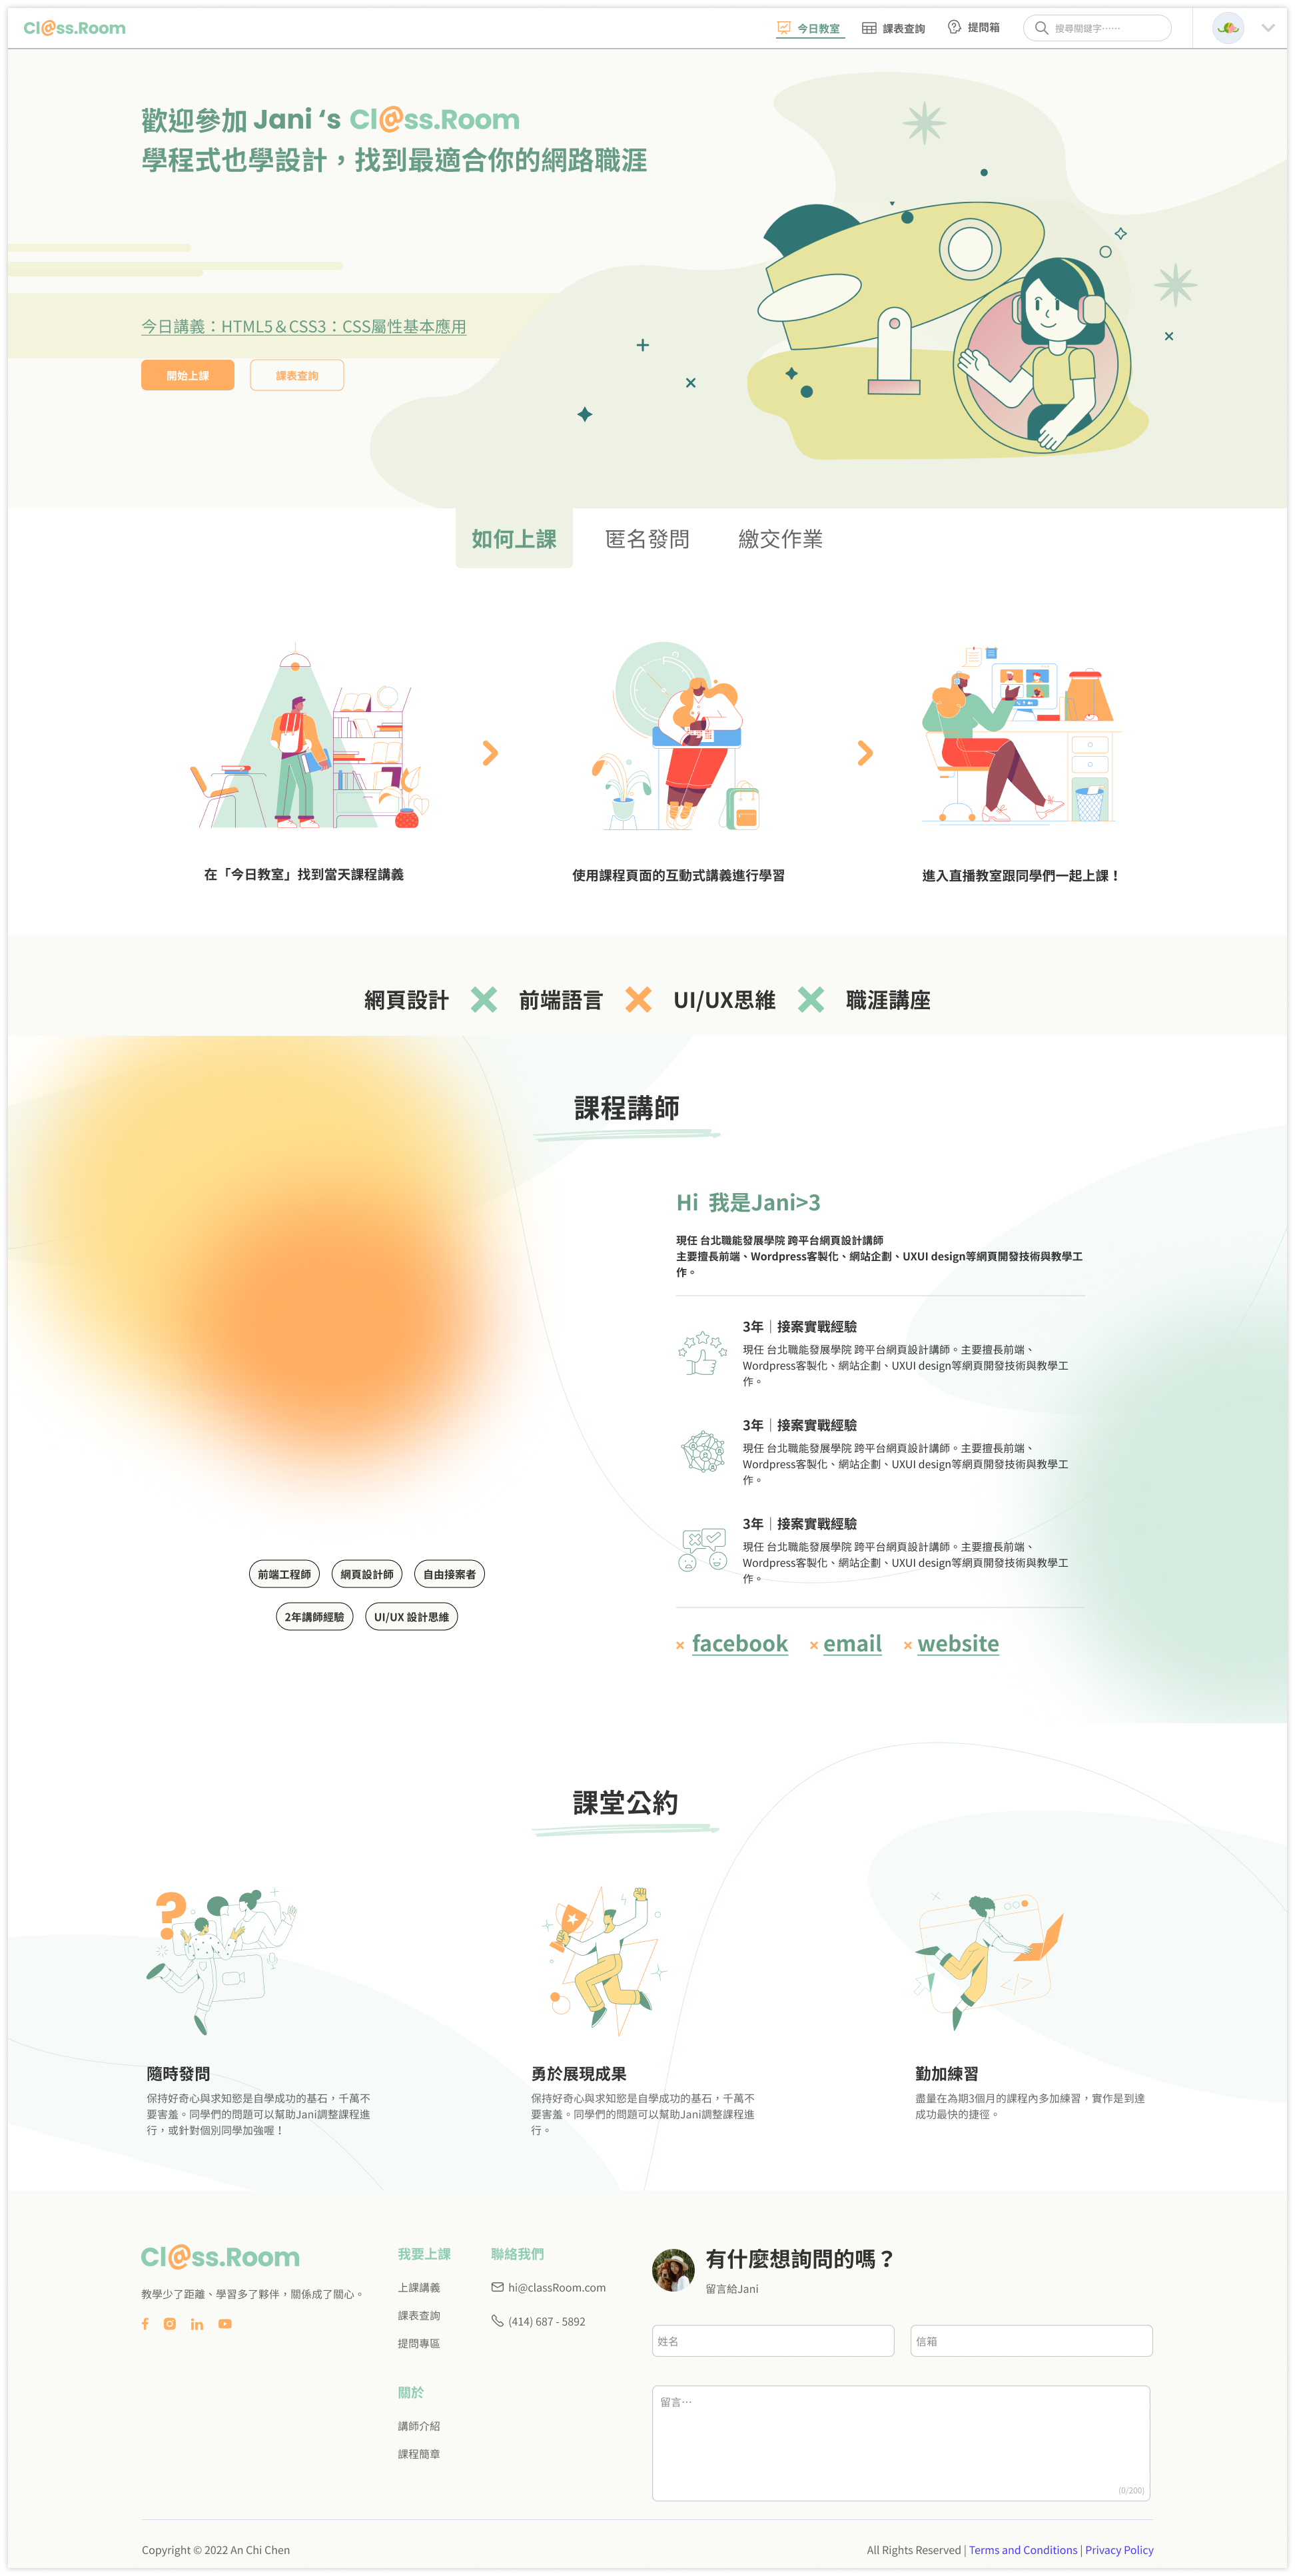 Cl@ss.Room
今日教室
課表查詢
提問箱
搜尋關鍵字⋯⋯
歡迎參加 Jani ‘s Cl@ss.Room
學程式也學設計，找到最適合你的網路職涯
今日講義：HTML5＆CSS3：CSS屬性基本應用
開始上課
課表查詢
如何上課
匿名發問
繳交作業
在「今日教室」找到當天課程講義
使用課程頁面的互動式講義進行學習
進入直播教室跟同學們一起上課！
網頁設計
前端語言
UI/UX思維
職涯講座
課程講師
Hi 我是Jani>3
現任 台北職能發展學院 跨平台網頁設計講師
主要擅長前端、Wordpress客製化、網站企劃、UXUI design等網頁開發技術與教學工
作。
3年｜接案實戰經驗
現任 台北職能發展學院 跨平台網頁設計講師。主要擅長前端、
Wordpress客製化、網站企劃、UXUI design等網頁開發技術與教學工
作。
3年｜接案實戰經驗
現任 台北職能發展學院 跨平台網頁設計講師。主要擅長前端、
Wordpress客製化、網站企劃、UXUI design等網頁開發技術與教學工
作。
3年｜接案實戰經驗
現任 台北職能發展學院 跨平台網頁設計講師。主要擅長前端、
Wordpress客製化、網站企劃、UXUI design等網頁開發技術與教學工
作。
前端工程師
網頁設計師
自由接案者
2年講師經驗
UI/UX 設計思維
facebook
email
website
課堂公約
隨時發問
保持好奇心與求知慾是自學成功的基石，千萬不
要害羞。同學們的問題可以幫助Jani調整課程進
行，或針對個別同學加強喔！
勇於展現成果
保持好奇心與求知慾是自學成功的基石，千萬不
要害羞。同學們的問題可以幫助Jani調整課程進
行。
勤加練習
盡量在為期3個月的課程內多加練習，實作是到達
成功最快的捷徑。
Cl@ss.Room
教學少了距離、學習多了夥伴，關係成了關心。
我要上課
上課講義
課表查詢
提問專區
關於
講師介紹
課程簡章
聯絡我們
hi@classRoom.com
(414) 687 - 5892
有什麼想詢問的嗎？
留言給Jani
姓名
信箱
留言⋯
(0/200)
Copyright © 2022 An Chi Chen
All Rights Reserved | Terms and Conditions | Privacy Policy